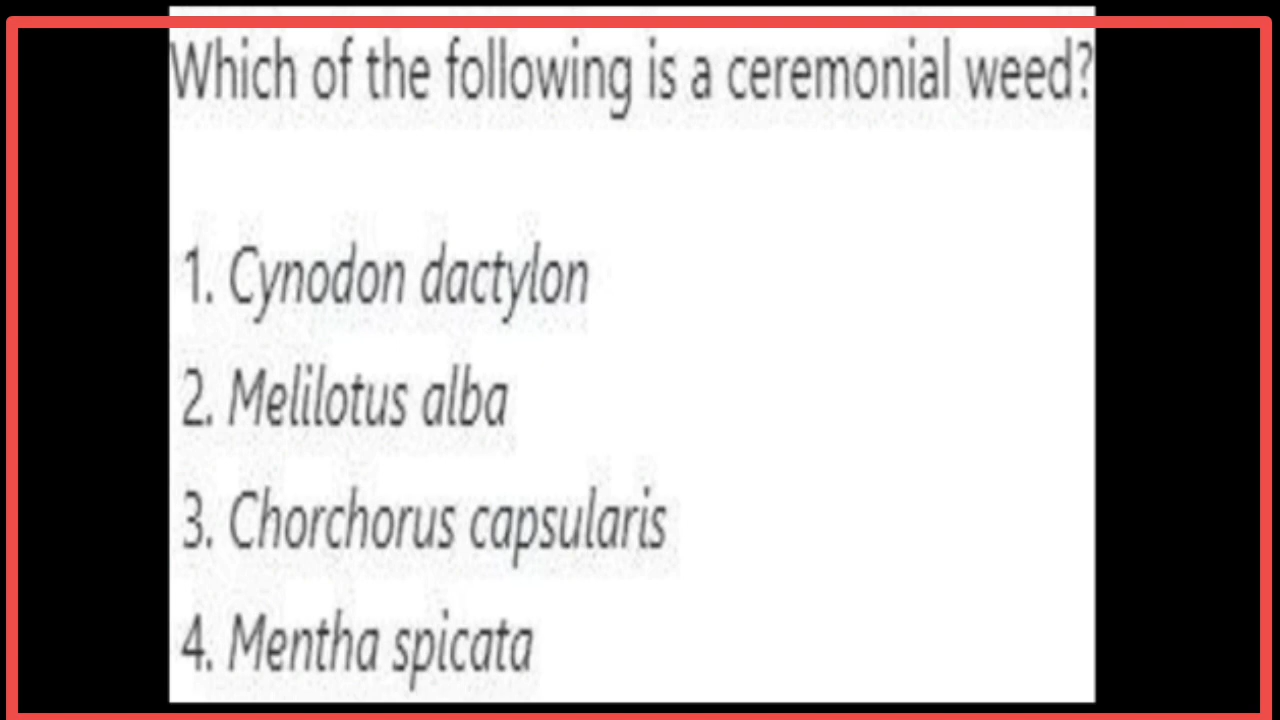 Which of the following is a ceremonial weed?
1. Cynodon dactylon
2. Melilotus alba
3. Chorchorus capsularis
4. Mentha spicata